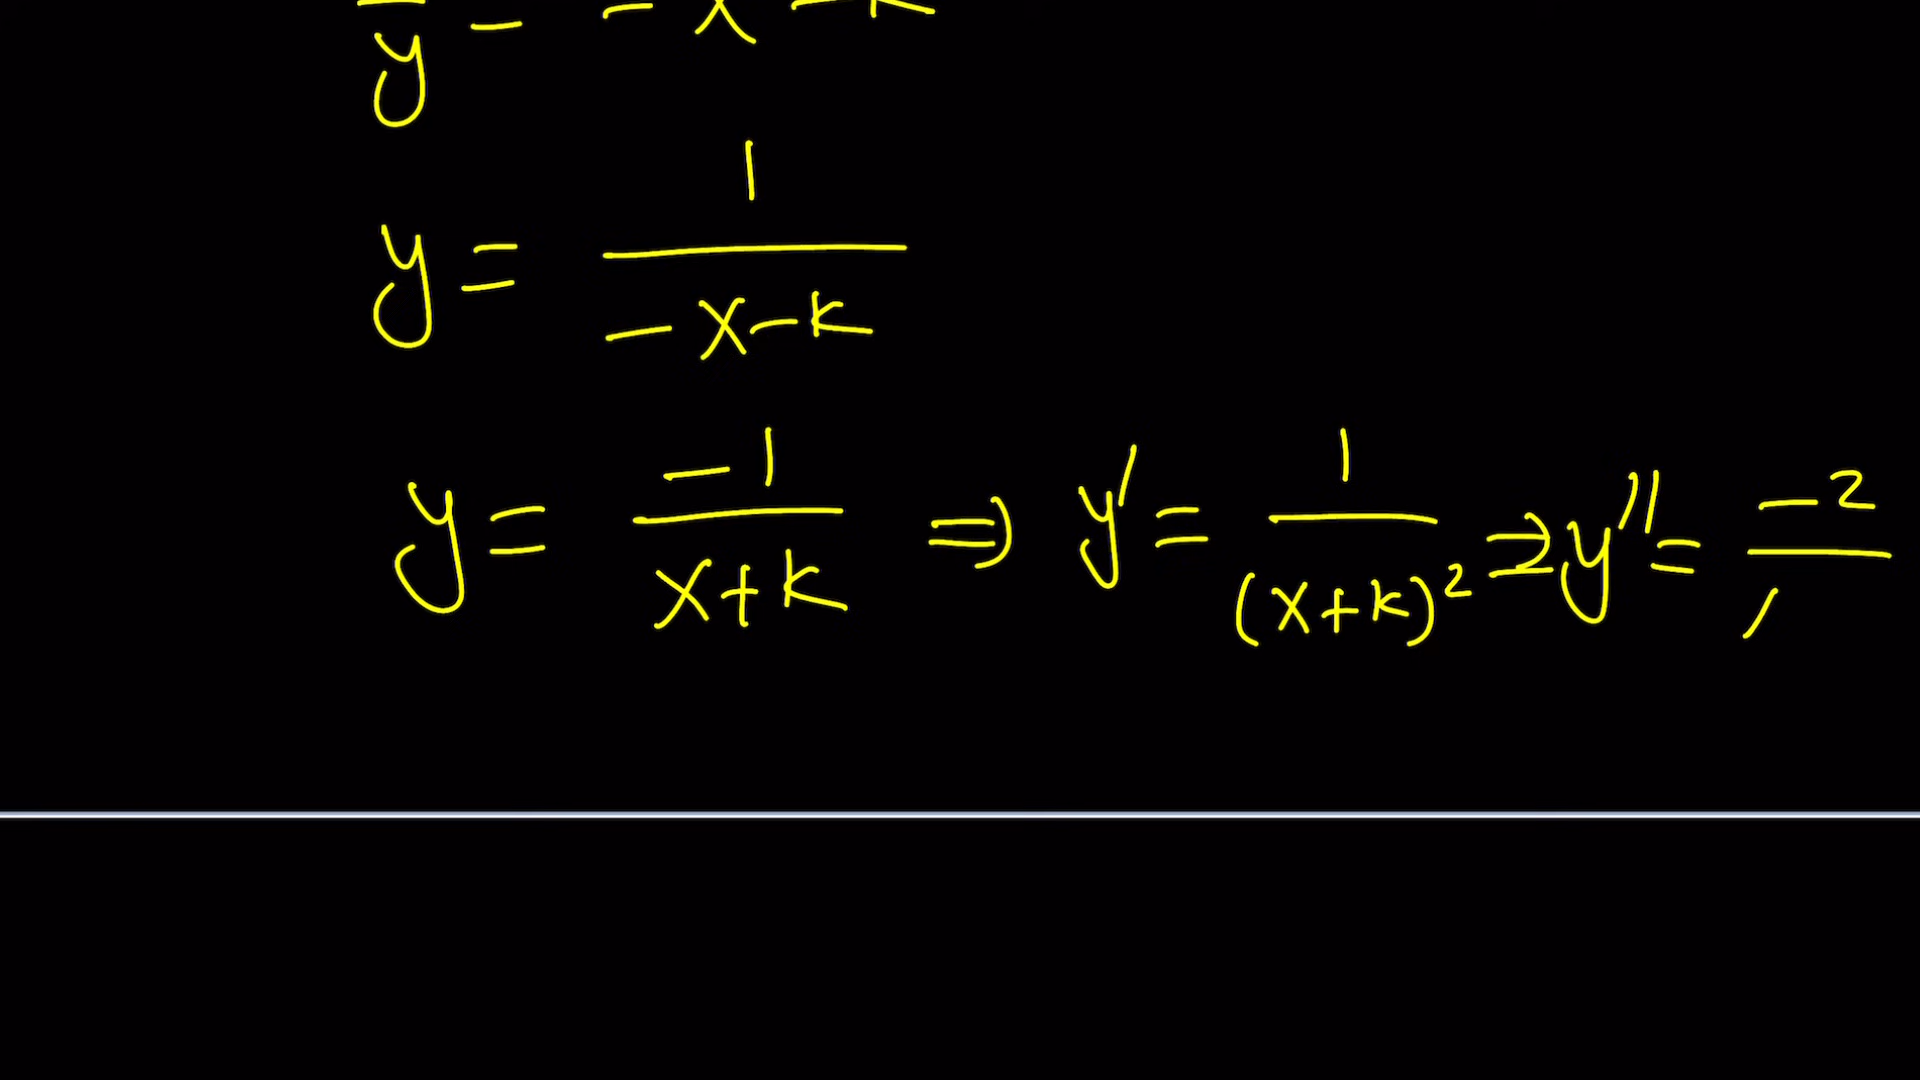 y = -x-k
y = 1/(-x-k)
y = -1/(x+k) ⇒ y' = 1/(x+k)² ⇒ y'' = -2/(